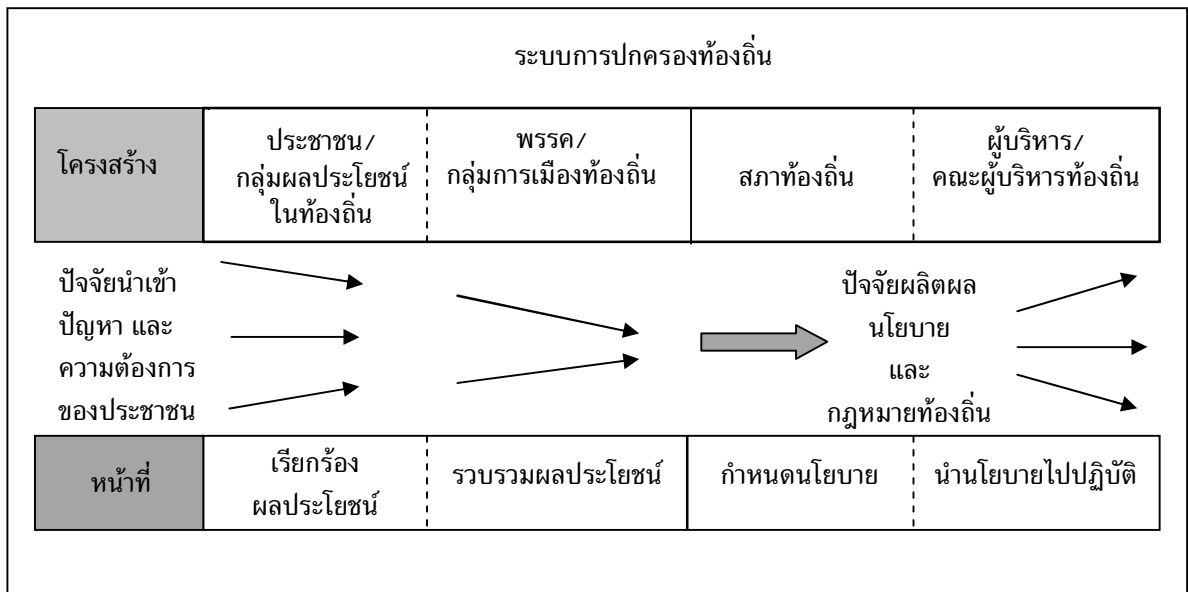 ระบบการปกครองท้องถิ่น
โครงสร้าง
ประชาชน/
กลุ่มผลประโยชน์
ในท้องถิ่น
พรรค/
กลุ่มการเมืองท้องถิ่น
สภาท้องถิ่น
ผู้บริหาร/
คณะผู้บริหารท้องถิ่น
ปัจจัยนำเข้า
ปัญหา และ
ความต้องการ
ของประชาชน
ปัจจัยผลิตผล
นโยบาย
และ
กฎหมายท้องถิ่น
หน้าที่
เรียกร้อง
ผลประโยชน์
รวบรวมผลประโยชน์
กำหนดนโยบาย
นำนโยบายไปปฏิบัติ